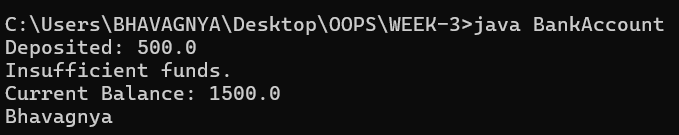 C:\Users\BHAVAGNYA\Desktop\OOPS\WEEK-3>java BankAccount
Deposited: 500.0
Insufficient funds.
Current Balance: 1500.0
Bhavagnya